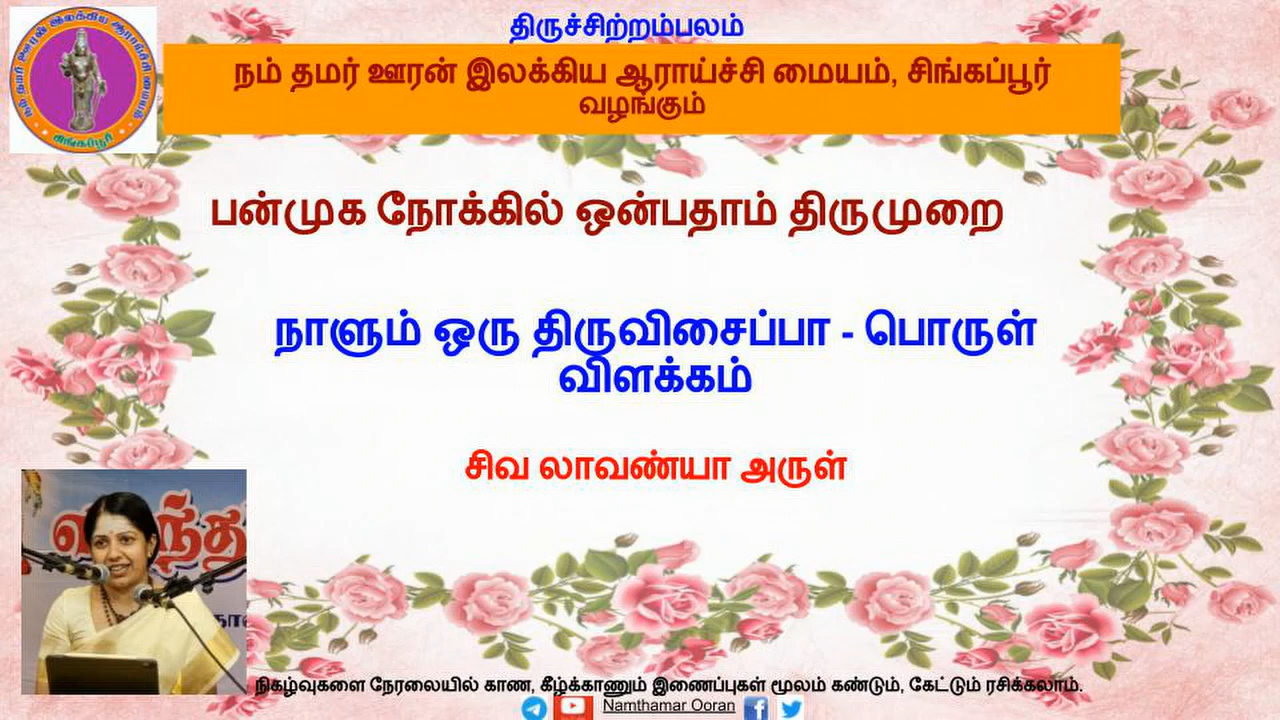 திருச்சிற்றம்பலம்
நம் தமர் ஊரன் இலக்கிய ஆராய்ச்சி மையம், சிங்கப்பூர்
வழங்கும்
பன்முக நோக்கில் ஒன்பதாம் திருமுறை
நாளும் ஒரு திருவிசைப்பா - பொருள்
விளக்கம்
சிவ லாவண்யா அருள்
நிகழ்வுகளை நேரலையில் காண, கீழ்க்காணும் இணைப்புகள் மூலம் கண்டும், கேட்டும் ரசிக்கலாம்.
Namthamar Ooran